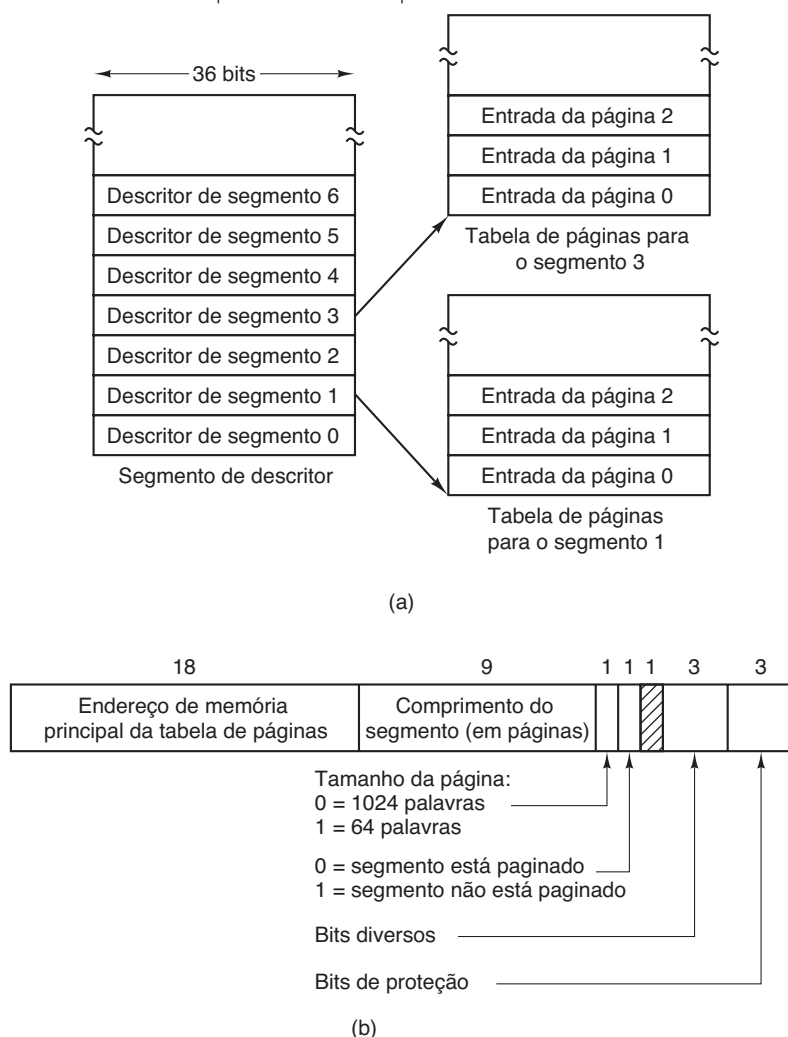 36 bits
Descritor de segmento 6
Descritor de segmento 5
Descritor de segmento 4
Descritor de segmento 3
Descritor de segmento 2
Descritor de segmento 1
Descritor de segmento 0
Segmento de descritor
Entrada da página 2
Entrada da página 1
Entrada da página 0
Tabela de páginas para
o segmento 3
Entrada da página 2
Entrada da página 1
Entrada da página 0
Tabela de páginas
para o segmento 1
(a)
18 9 1 1 1 3 3
Endereço de memória
principal da tabela de páginas
Comprimento do
segmento (em páginas)
Tamanho da página:
0 = 1024 palavras
1 = 64 palavras
0 = segmento está paginado
1 = segmento não está paginado
Bits diversos
Bits de proteção
(b)